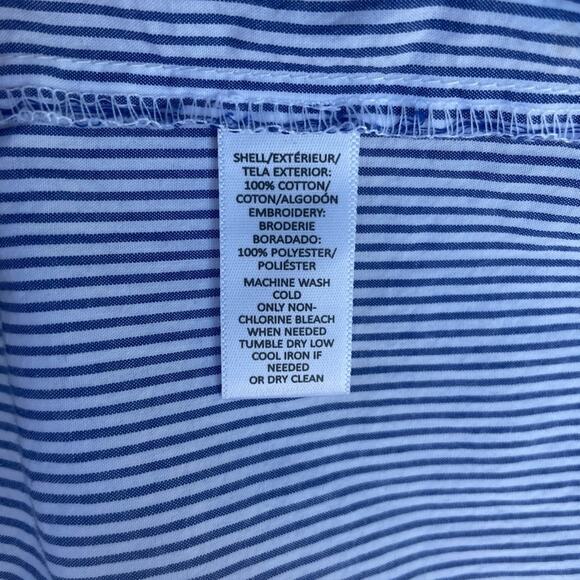 SHELL/EXTÉRIEUR/
TELA EXTERIOR:
100% COTTON/
COTON/ALGODÓN
EMBROIDERY:
BRODERIE
BORADADO:
100% POLYESTER/
POLIÉSTER
MACHINE WASH
COLD
ONLY NON-
CHLORINE BLEACH
WHEN NEEDED
TUMBLE DRY LOW
COOL IRON IF
NEEDED
OR DRY CLEAN